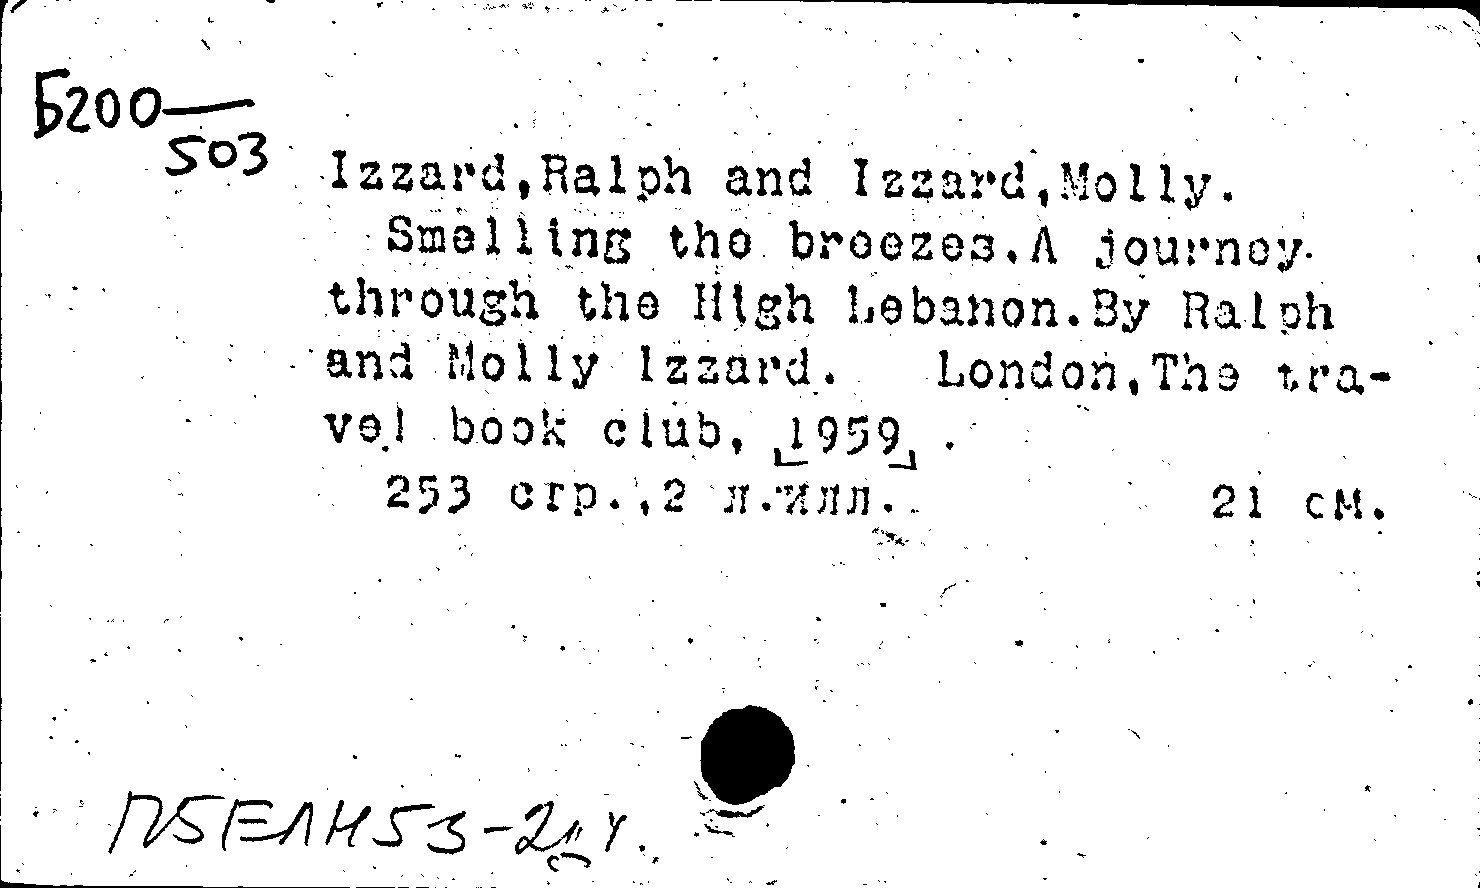 Б200—
503
Izzard,Ralph and Izzard,Molly.
Smelling the breezes.A journey
through the High Lebanon.By Ralph
and Molly Izzard. London,The tra-
vel book club, [1959].
253 стр.,2 л.илл. 21 см.